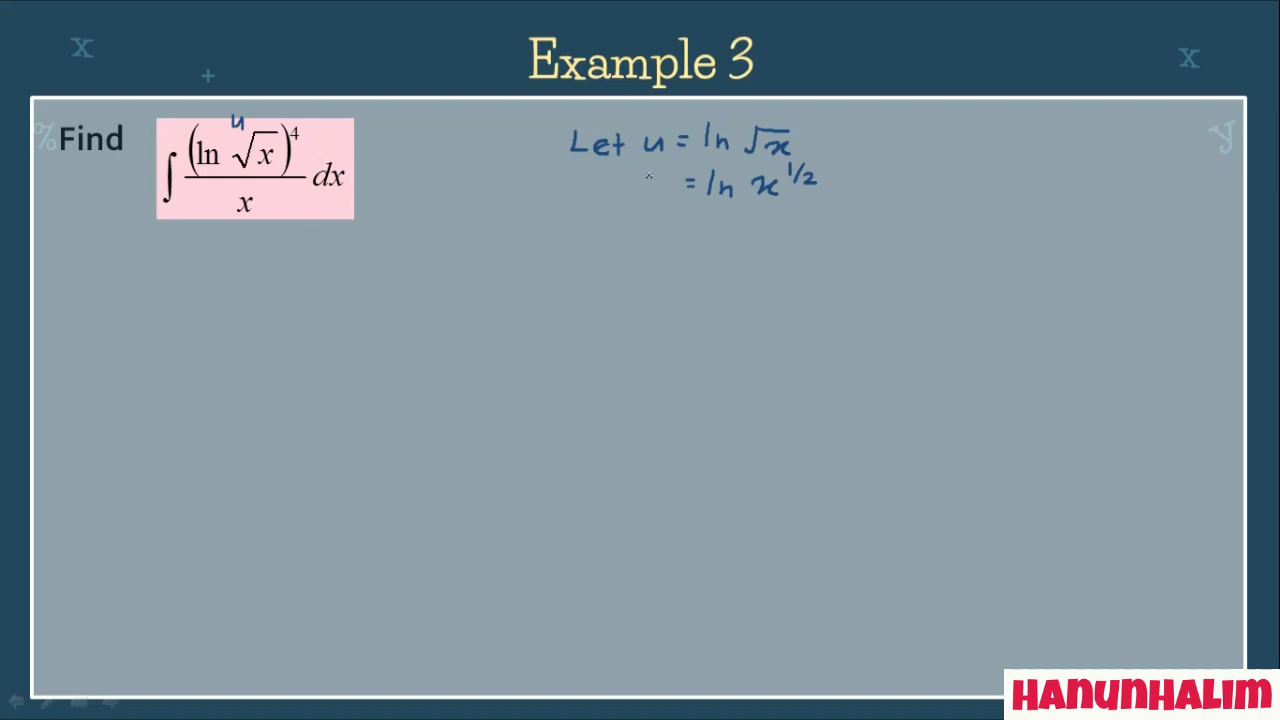 Example 3
Find ∫ (ln √x)⁴ / x dx
u
Let u = ln √x
= ln x^1/2
x
+
x
%
y
HANUNHALIM